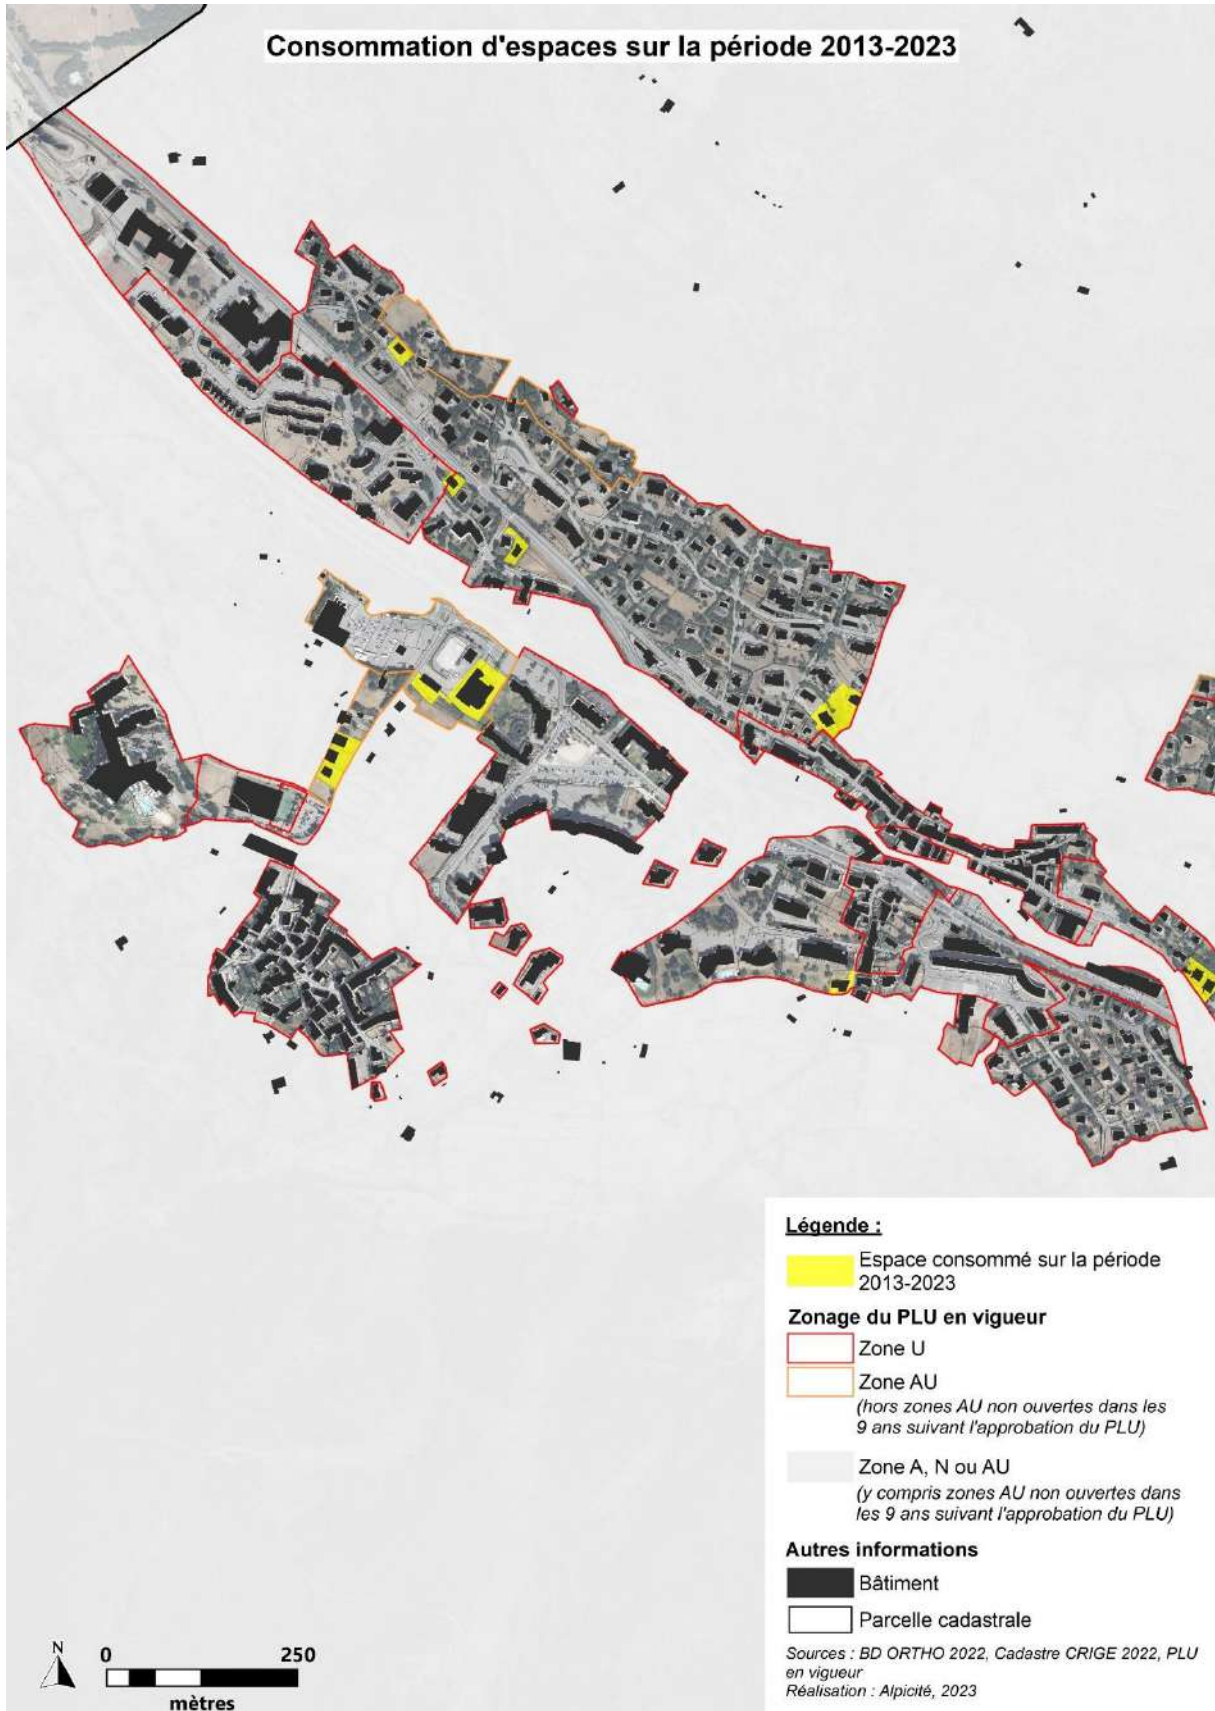 Consommation d'espaces sur la période 2013-2023
Légende :
Espace consommé sur la période
2013-2023
Zonage du PLU en vigueur
Zone U
Zone AU
(hors zones AU non ouvertes dans les
9 ans suivant l'approbation du PLU)
Zone A, N ou AU
(y compris zones AU non ouvertes dans
les 9 ans suivant l'approbation du PLU)
Autres informations
Bâtiment
Parcelle cadastrale
Sources : BD ORTHO 2022, Cadastre CRIGE 2022, PLU
en vigueur
Réalisation : Alpicité, 2023
N
0 250
mètres